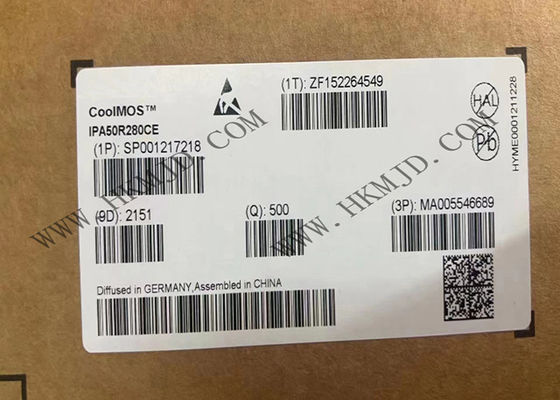 CoolMOS™
IPA50R280CE
(1P): SP001217218
(1T): ZF152264549
HAL
Pb
HYME0001211228
(9D): 2151
(Q): 500
(3P): MA005546689
Diffused in GERMANY,Assembled in CHINA
WWW.HKMJD.COM
WWW.HKMJD.COM